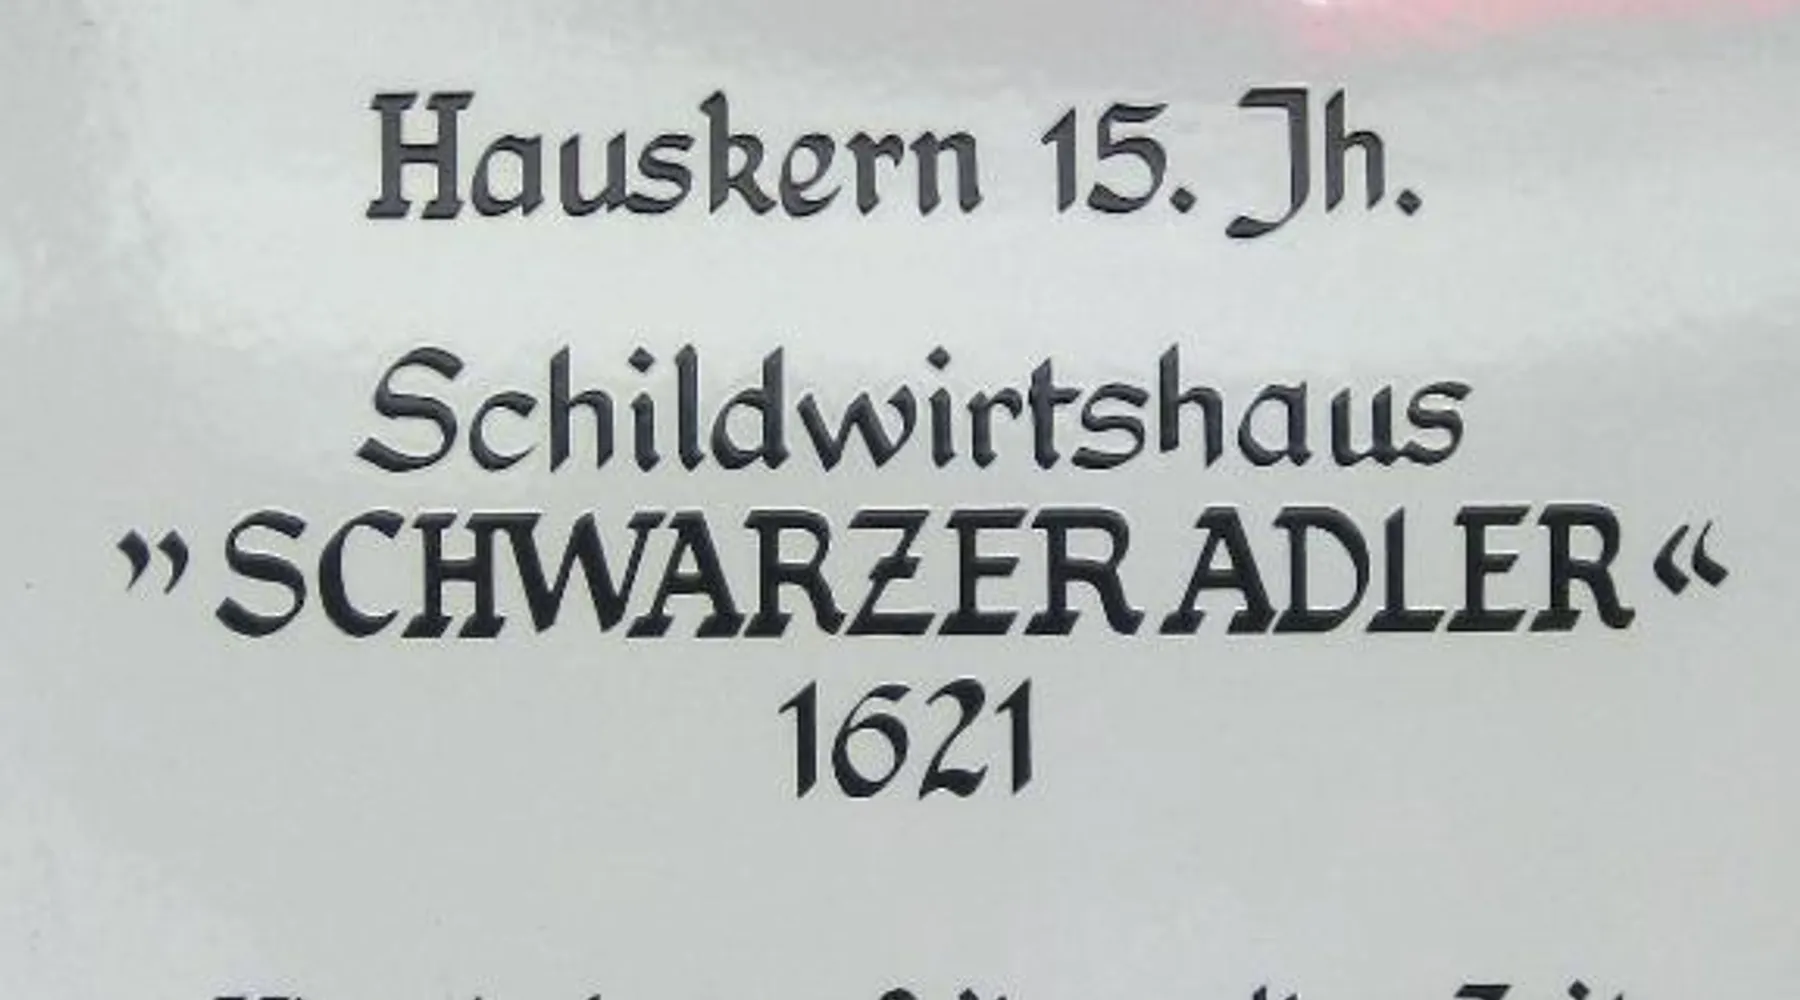 Hauskern 15. Jh.
Schildwirtshaus
”SCHWARZER ADLER“
1621